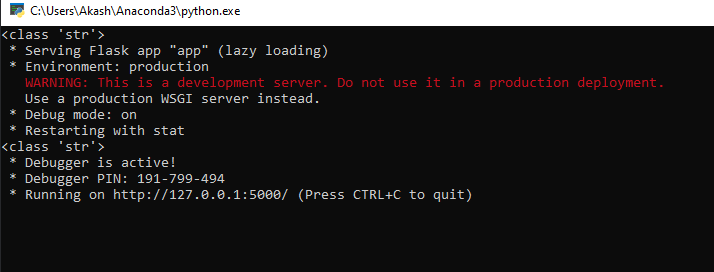 C:\Users\Akash\Anaconda3\python.exe
<class 'str'>
 * Serving Flask app "app" (lazy loading)
 * Environment: production
   WARNING: This is a development server. Do not use it in a production deployment.
   Use a production WSGI server instead.
 * Debug mode: on
 * Restarting with stat
<class 'str'>
 * Debugger is active!
 * Debugger PIN: 191-799-494
 * Running on http://127.0.0.1:5000/ (Press CTRL+C to quit)